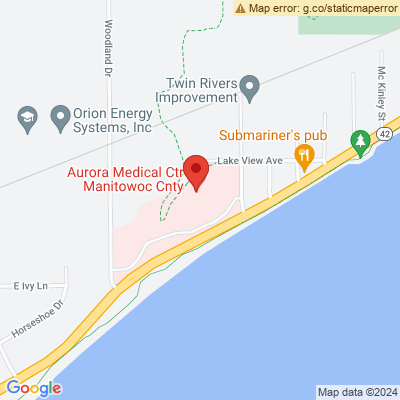 Map error: g.co/staticmaperror
Woodland Dr
Mc Kinley St
Twin Rivers
Improvement
Orion Energy
Systems, Inc
Submariner's pub
42
Lake View Ave
Aurora Medical Ctr
Manitowoc Cnty
E Ivy Ln
Horseshoe Dr
Google
Map data ©2024